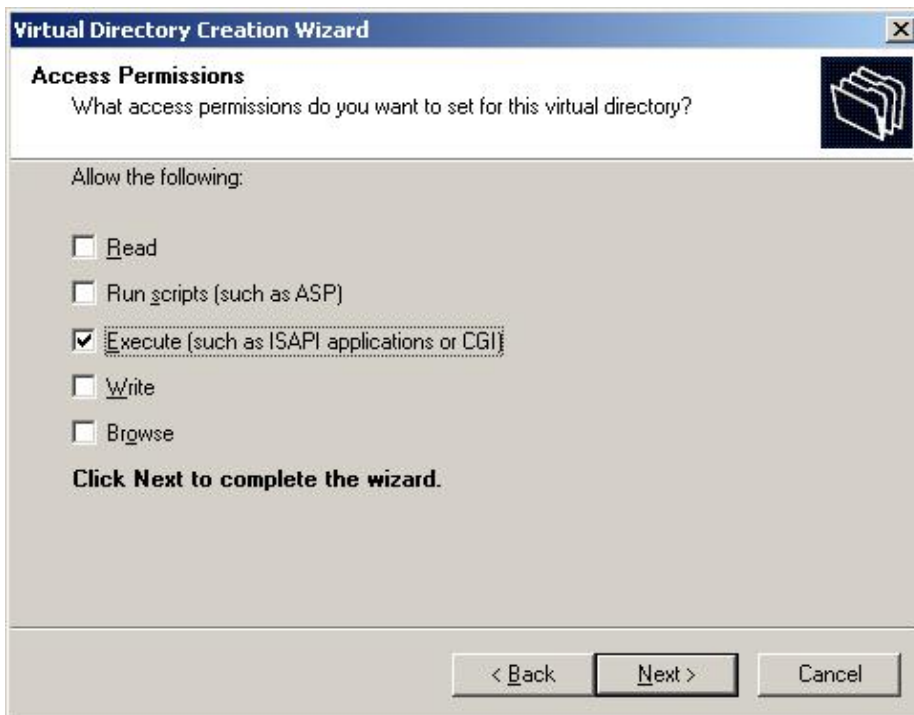 Virtual Directory Creation Wizard
Access Permissions
What access permissions do you want to set for this virtual directory?
Allow the following:
Read
Run scripts (such as ASP)
Execute (such as ISAPI applications or CGI)
Write
Browse
Click Next to complete the wizard.
< Back Next > Cancel